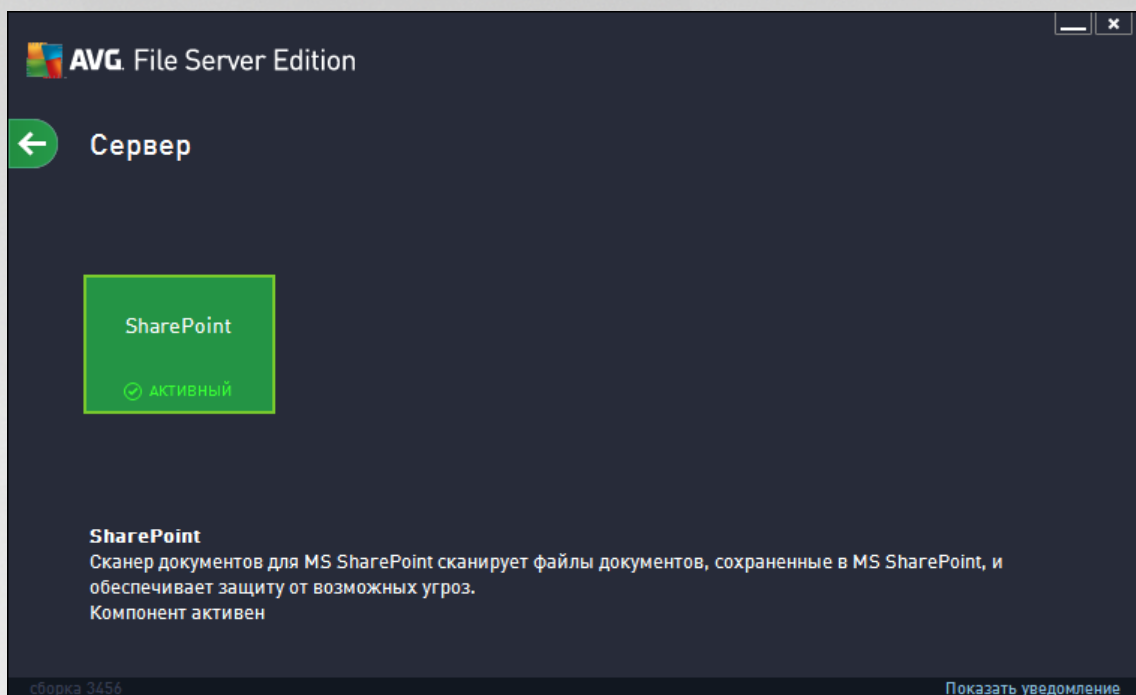 AVG. File Server Edition
Сервер
SharePoint
АКТИВНЫЙ
SharePoint
Сканер документов для MS SharePoint сканирует файлы документов, сохраненные в MS SharePoint, и
обеспечивает защиту от возможных угроз.
Компонент активен
сборка 3456
Показать уведомление